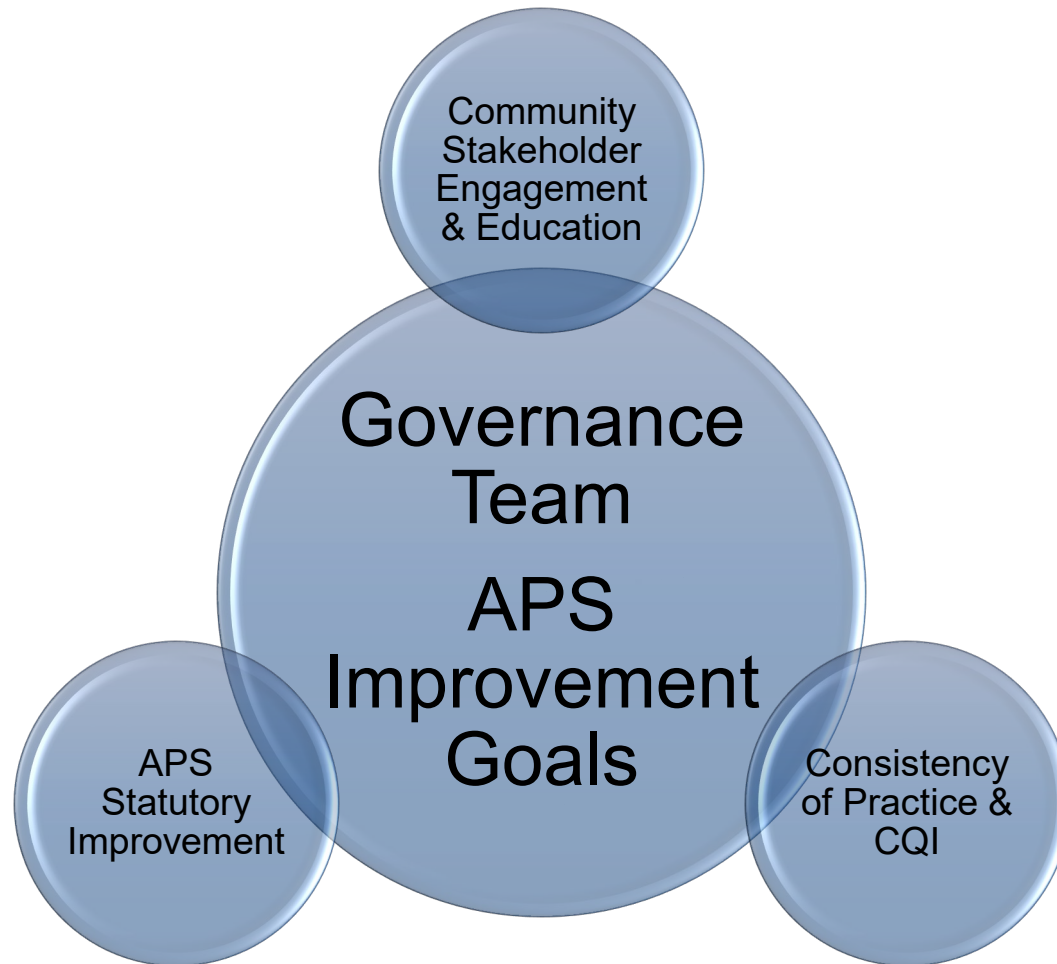 Community
Stakeholder
Engagement
& Education
Governance
Team
APS
Improvement
Goals
APS
Statutory
Improvement
Consistency
of Practice &
CQI